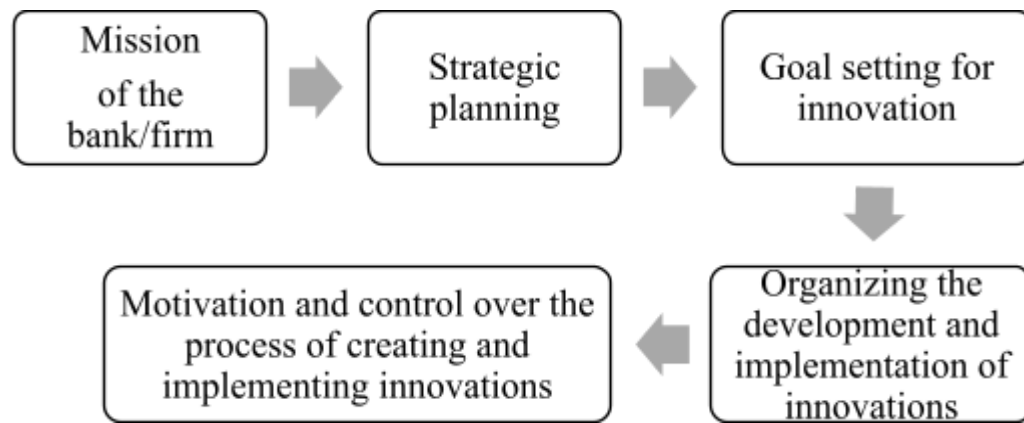 Mission
of the
bank/firm
Strategic
planning
Goal setting for
innovation
Organizing the
development and
implementation of
innovations
Motivation and control over the
process of creating and
implementing innovations